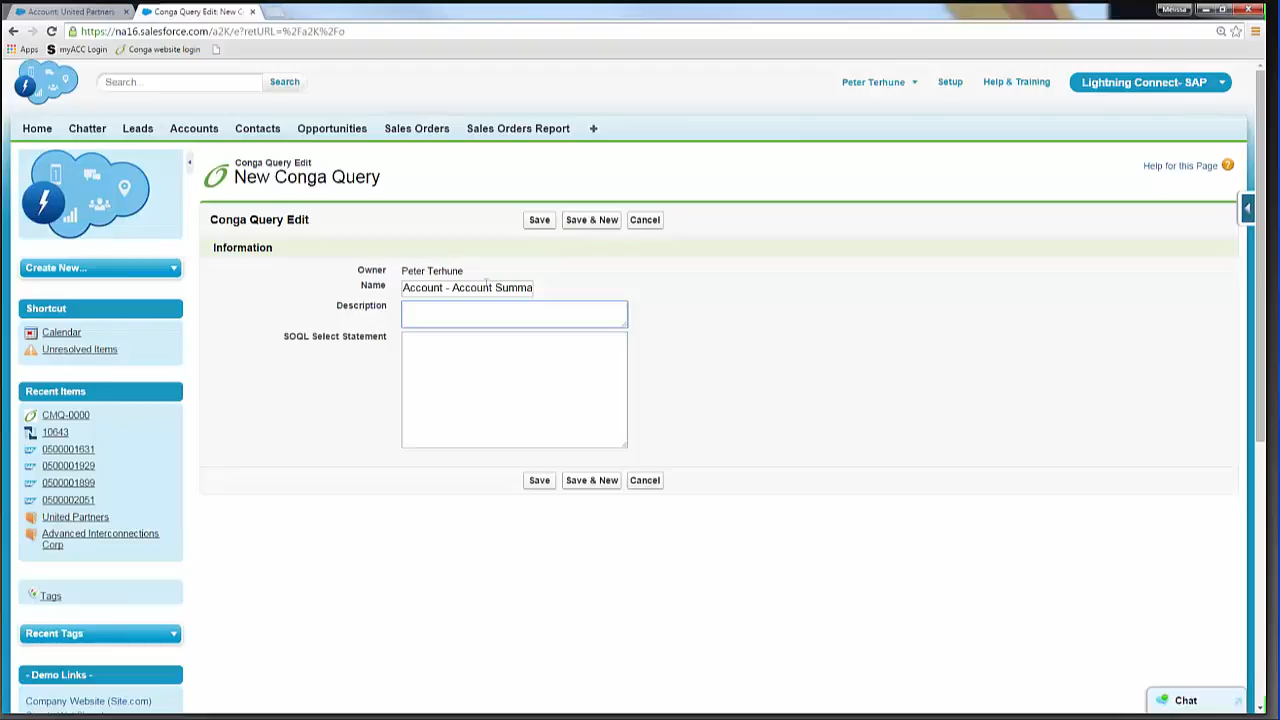 Account: United Partners
Conga Query Edit: New C
Melissa
https://na16.salesforce.com/a2K/e?retURL=%2Fa2K%2Fo
Apps
myACC Login
Conga website login
Search...
Search
Peter Terhune
Setup
Help & Training
Lightning Connect- SAP
Home
Chatter
Leads
Accounts
Contacts
Opportunities
Sales Orders
Sales Orders Report
Conga Query Edit
New Conga Query
Help for this Page
Conga Query Edit
Save
Save & New
Cancel
Information
Owner
Peter Terhune
Name
Account - Account Summa
Description
SOQL Select Statement
Save
Save & New
Cancel
Create New...
Shortcut
Calendar
Unresolved Items
Recent Items
CMQ-0000
10643
0500001631
0500001929
0500001899
0500002051
United Partners
Advanced Interconnections
Corp
Tags
Recent Tags
- Demo Links -
Company Website (Site.com)
Chat